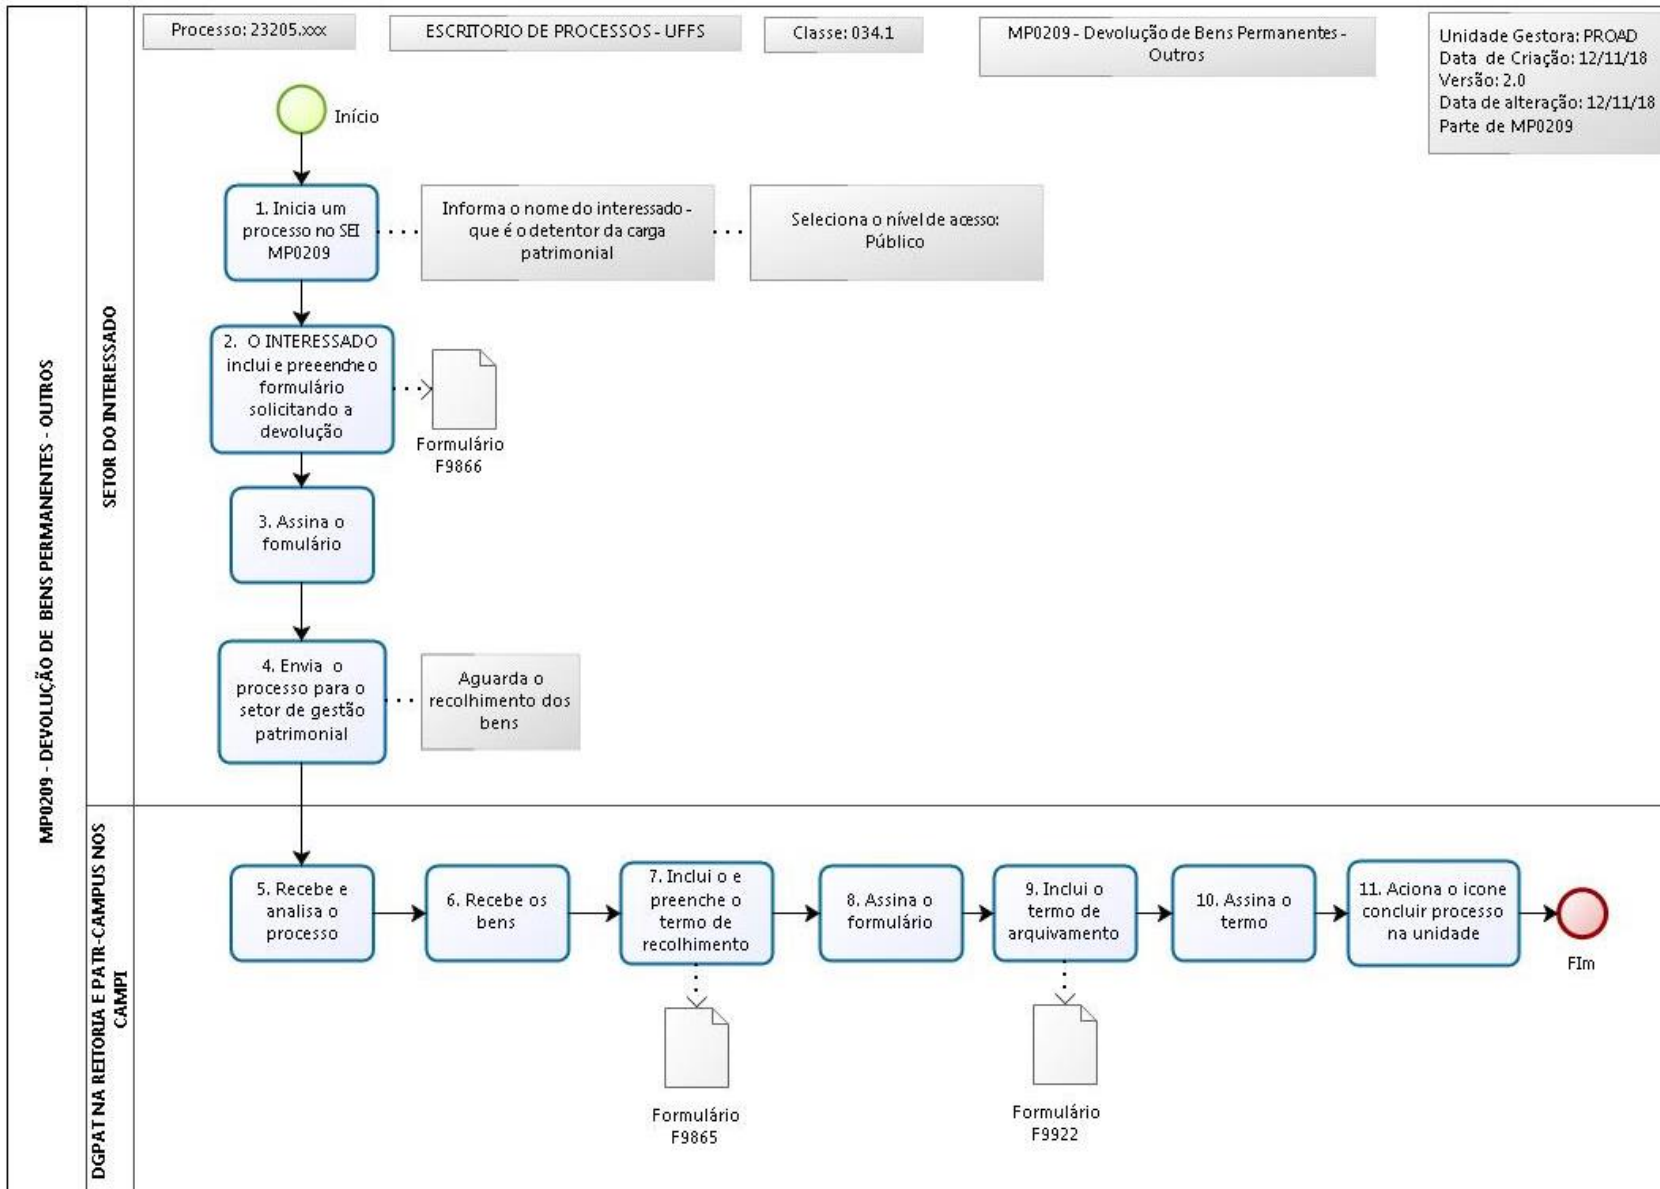 Processo: 23205.xxx
ESCRITORIO DE PROCESSOS - UFFS
Classe: 034.1
MP0209 - Devolução de Bens Permanentes -
Outros
Unidade Gestora: PROAD
Data de Criação: 12/11/18
Versão: 2.0
Data de alteração: 12/11/18
Parte de MP0209
MP0209 - DEVOLUÇÃO DE BENS PERMANENTES - OUTROS
SETOR DO INTERESSADO
Início
1. Inicia um
processo no SEI
MP0209
Informa o nome do interessado -
que é o detentor da carga
patrimonial
Seleciona o nível de acesso:
Público
2. O INTERESSADO
inclui e preeenche o
formulário
solicitando a
devolução
Formulário
F9866
3. Assina o
fomulário
4. Envia o
processo para o
setor de gestão
patrimonial
Aguarda o
recolhimento dos
bens
DGPAT NA REITORIA E PATR-CAMPUS NOS
CAMPI
5. Recebe e
analisa o
processo
6. Recebe os
bens
7. Inclui o e
preenche o
termo de
recolhimento
8. Assina o
formulário
9. Inclui o
termo de
arquivamento
10. Assina o
termo
11. Aciona o icone
concluir processo
na unidade
FIm
Formulário
F9865
Formulário
F9922